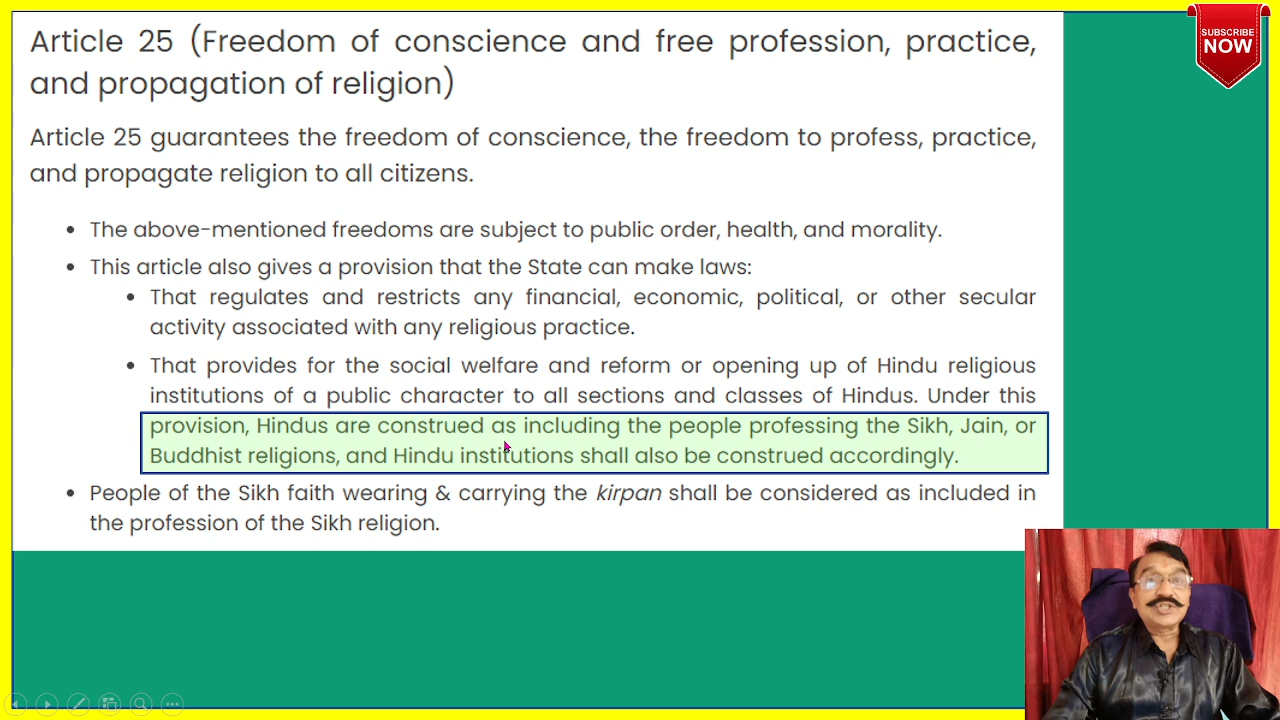 Article 25 (Freedom of conscience and free profession, practice,
and propagation of religion)
Article 25 guarantees the freedom of conscience, the freedom to profess, practice,
and propagate religion to all citizens.
• The above-mentioned freedoms are subject to public order, health, and morality.
• This article also gives a provision that the State can make laws:
• That regulates and restricts any financial, economic, political, or other secular
activity associated with any religious practice.
• That provides for the social welfare and reform or opening up of Hindu religious
institutions of a public character to all sections and classes of Hindus. Under this
provision, Hindus are construed as including the people professing the Sikh, Jain, or
Buddhist religions, and Hindu institutions shall also be construed accordingly.
• People of the Sikh faith wearing & carrying the kirpan shall be considered as included in
the profession of the Sikh religion.
SUBSCRIBE
NOW